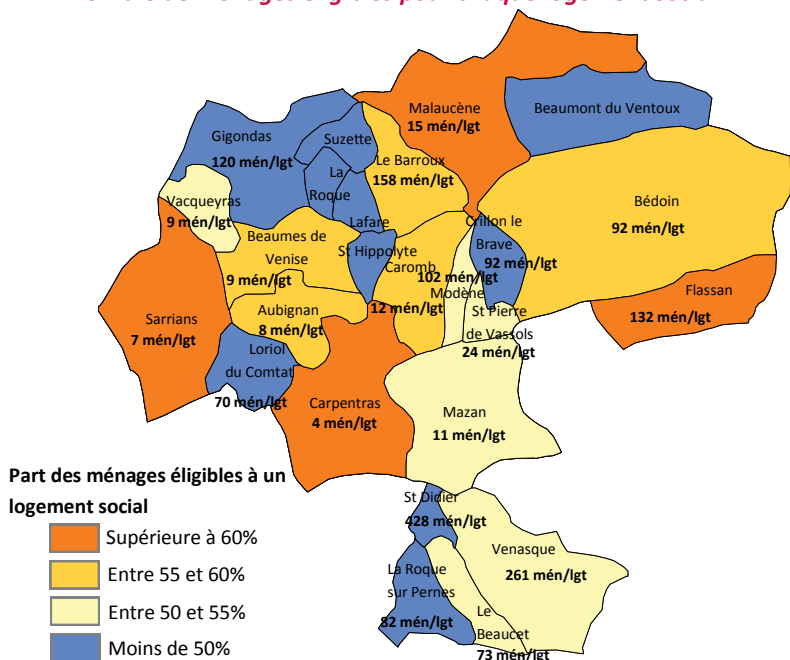 Malaucène
15 mén/lgt
Beaumont du Ventoux
Gigondas
120 mén/lgt
Suzette
Le Barroux
158 mén/lgt
La
Roque
Vacqueyras
9 mén/lgt
Lafare
Bédoin
92 mén/lgt
Crillon le
Brave
92 mén/lgt
Beaumes de
Venise
9 mén/lgt
St Hippolyte
Caromb
12 mén/lgt
102 mén/lgt
Modène
Flassan
132 mén/lgt
Sarrians
7 mén/lgt
Aubignan
8 mén/lgt
St Pierre
de Vassols
24 mén/lgt
Loriol
du Comtat
70 mén/lgt
Carpentras
4 mén/lgt
Mazan
11 mén/lgt
Part des ménages éligibles à un
logement social
Supérieure à 60%
Entre 55 et 60%
Entre 50 et 55%
Moins de 50%
St Didier
428 mén/lgt
Venasque
261 mén/lgt
La Roque
sur Pernes
82 mén/lgt
Le
Beaucet
73 mén/lgt